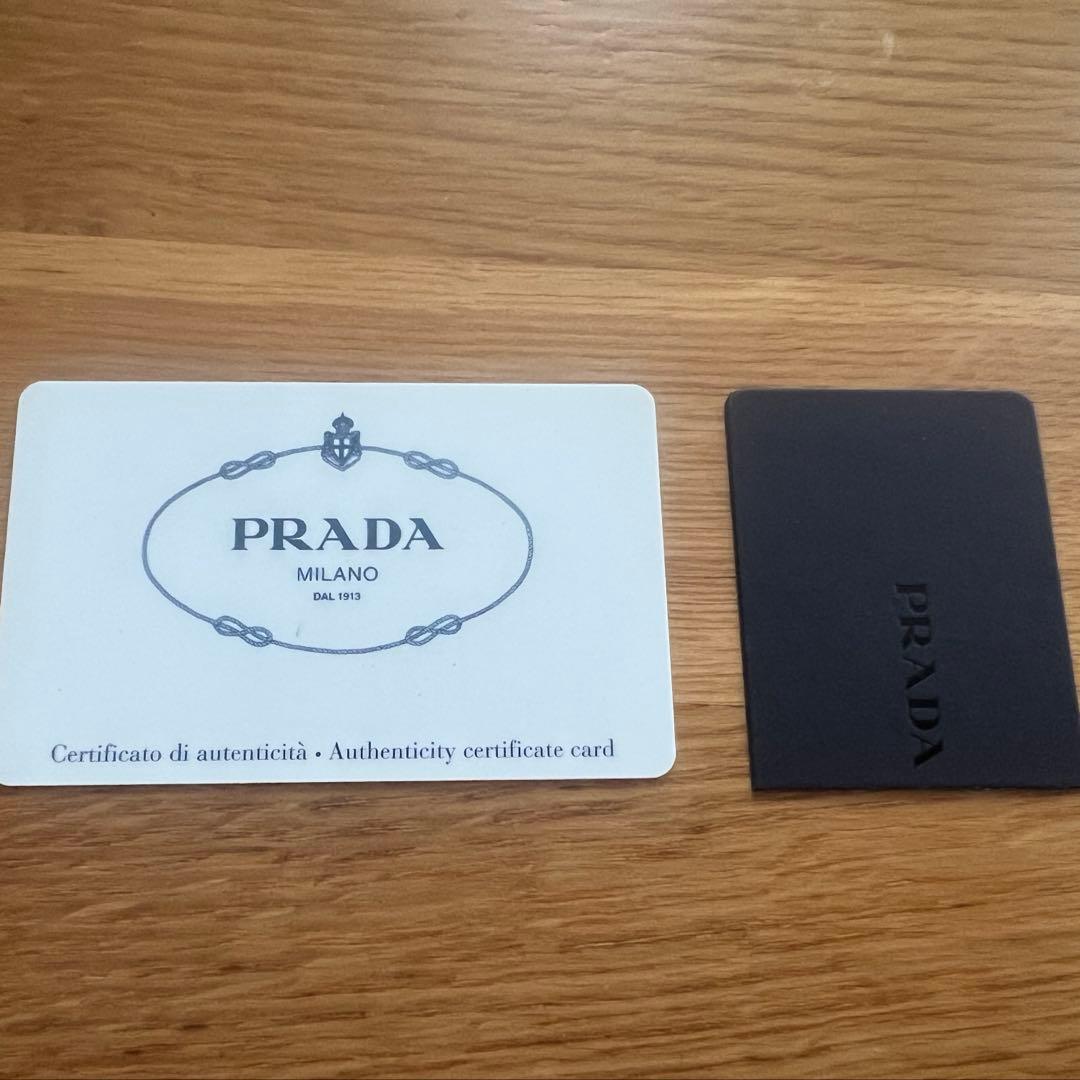 PRADA
MILANO
DAL 1913
Certificato di autenticità • Authenticity certificate card
PRADA